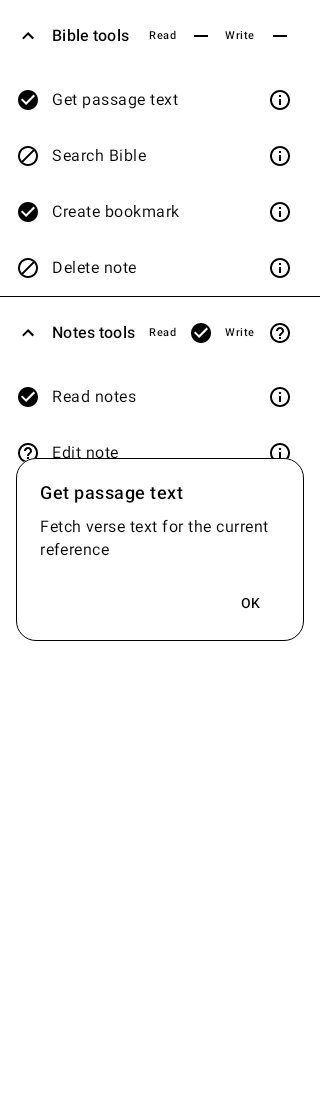 Bible tools Read Write
Get passage text
Search Bible
Create bookmark
Delete note
Notes tools Read Write
Read notes
Edit note
Get passage text
Fetch verse text for the current
reference
OK